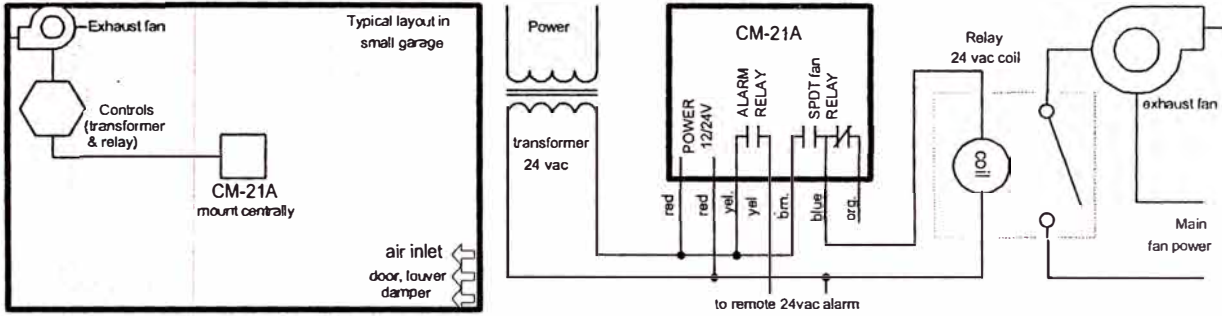 Exhaust fan
Typical layout in
small garage
Controls
(transformer
& relay)
CM-21A
mount centrally
air inlet
door, louver
damper
Power
transformer
24 vac
CM-21A
POWER
12/24V
ALARM
RELAY
SPDT fan
RELAY
red
red
yel.
yel
brn.
blue
org.
to remote 24vac alarm
Relay
24 vac coil
coil
exhaust fan
Main
fan power